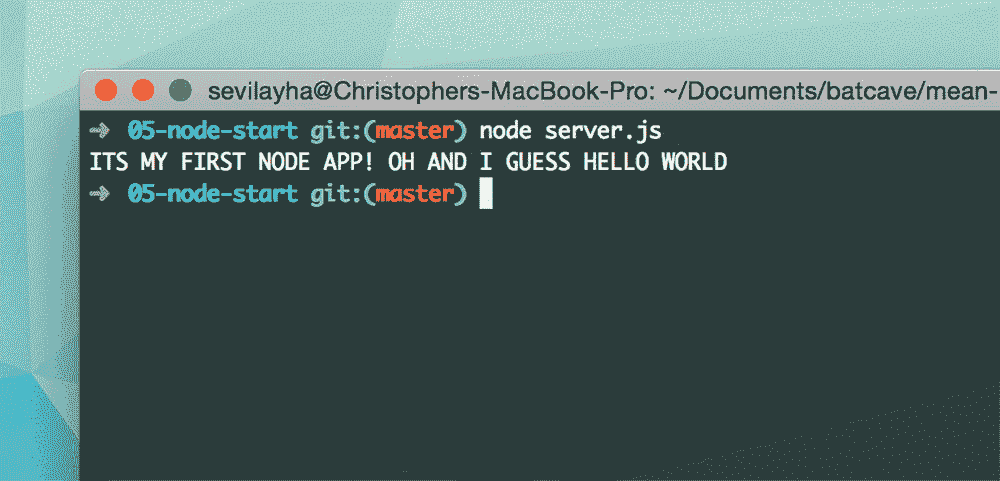 sevilayha@Christophers-MacBook-Pro: ~/Documents/batcave/mean-
→ 05-node-start git:(master) node server.js
ITS MY FIRST NODE APP! OH AND I GUESS HELLO WORLD
→ 05-node-start git:(master)